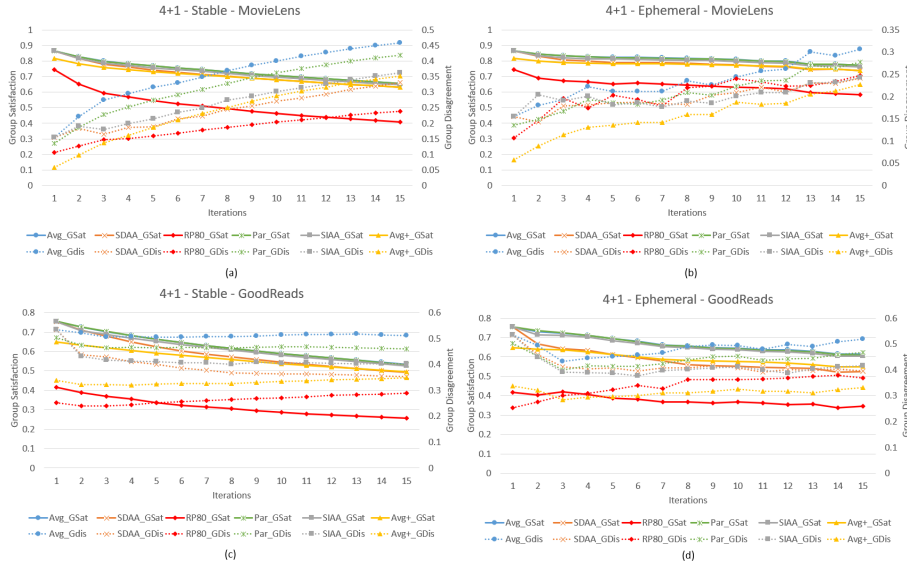 4+1 - Stable - MovieLens
1
0.9
0.8
0.7
0.6
0.5
0.4
0.3
0.2
0.1
0
Group Satisfaction
0.5
0.45
0.4
0.35
0.3
0.25
0.2
0.15
0.1
0.05
0
Group Disagreement
1 2 3 4 5 6 7 8 9 10 11 12 13 14 15
Iterations
Avg_GSat SDAA_GSat RP80_GSat Par_GSat SIAA_GSat Avg+_GSat
Avg_Gdis SDAA_GDis RP80_GDis Par_GDis SIAA_GDis Avg+_GDis
(a)
4+1 - Ephemeral - MovieLens
1
0.9
0.8
0.7
0.6
0.5
0.4
0.3
0.2
0.1
0
Group Satisfaction
0.35
0.3
0.25
0.2
0.15
0.1
0.05
0
1 2 3 4 5 6 7 8 9 10 11 12 13 14 15
Iterations
Avg_GSat SDAA_GSat RP80_GSat Par_GSat SIAA_GSat Avg+_GSat
Avg_Gdis SDAA_GDis RP80_GDis Par_GDis SIAA_GDis Avg+_GDis
(b)
4+1 - Stable - GoodReads
0.8
0.7
0.6
0.5
0.4
0.3
0.2
0.1
0
Group Satisfaction
0.6
0.5
0.4
0.3
0.2
0.1
0
Group Disagreement
1 2 3 4 5 6 7 8 9 10 11 12 13 14 15
Iterations
Avg_GSat SDAA_GSat RP80_GSat Par_GSat SIAA_GSat Avg+_GSat
Avg_Gdis SDAA_GDis RP80_GDis Par_GDis SIAA_GDis Avg+_GDis
(c)
4+1 - Ephemeral - GoodReads
0.8
0.7
0.6
0.5
0.4
0.3
0.2
0.1
0
Group Satisfaction
0.6
0.5
0.4
0.3
0.2
0.1
0
Group Disagreement
1 2 3 4 5 6 7 8 9 10 11 12 13 14 15
Iterations
Avg_GSat SDAA_GSat RP80_GSat Par_GSat SIAA_GSat Avg+_GSat
Avg_Gdis SDAA_GDis RP80_GDis Par_GDis SIAA_GDis Avg+_GDis
(d)